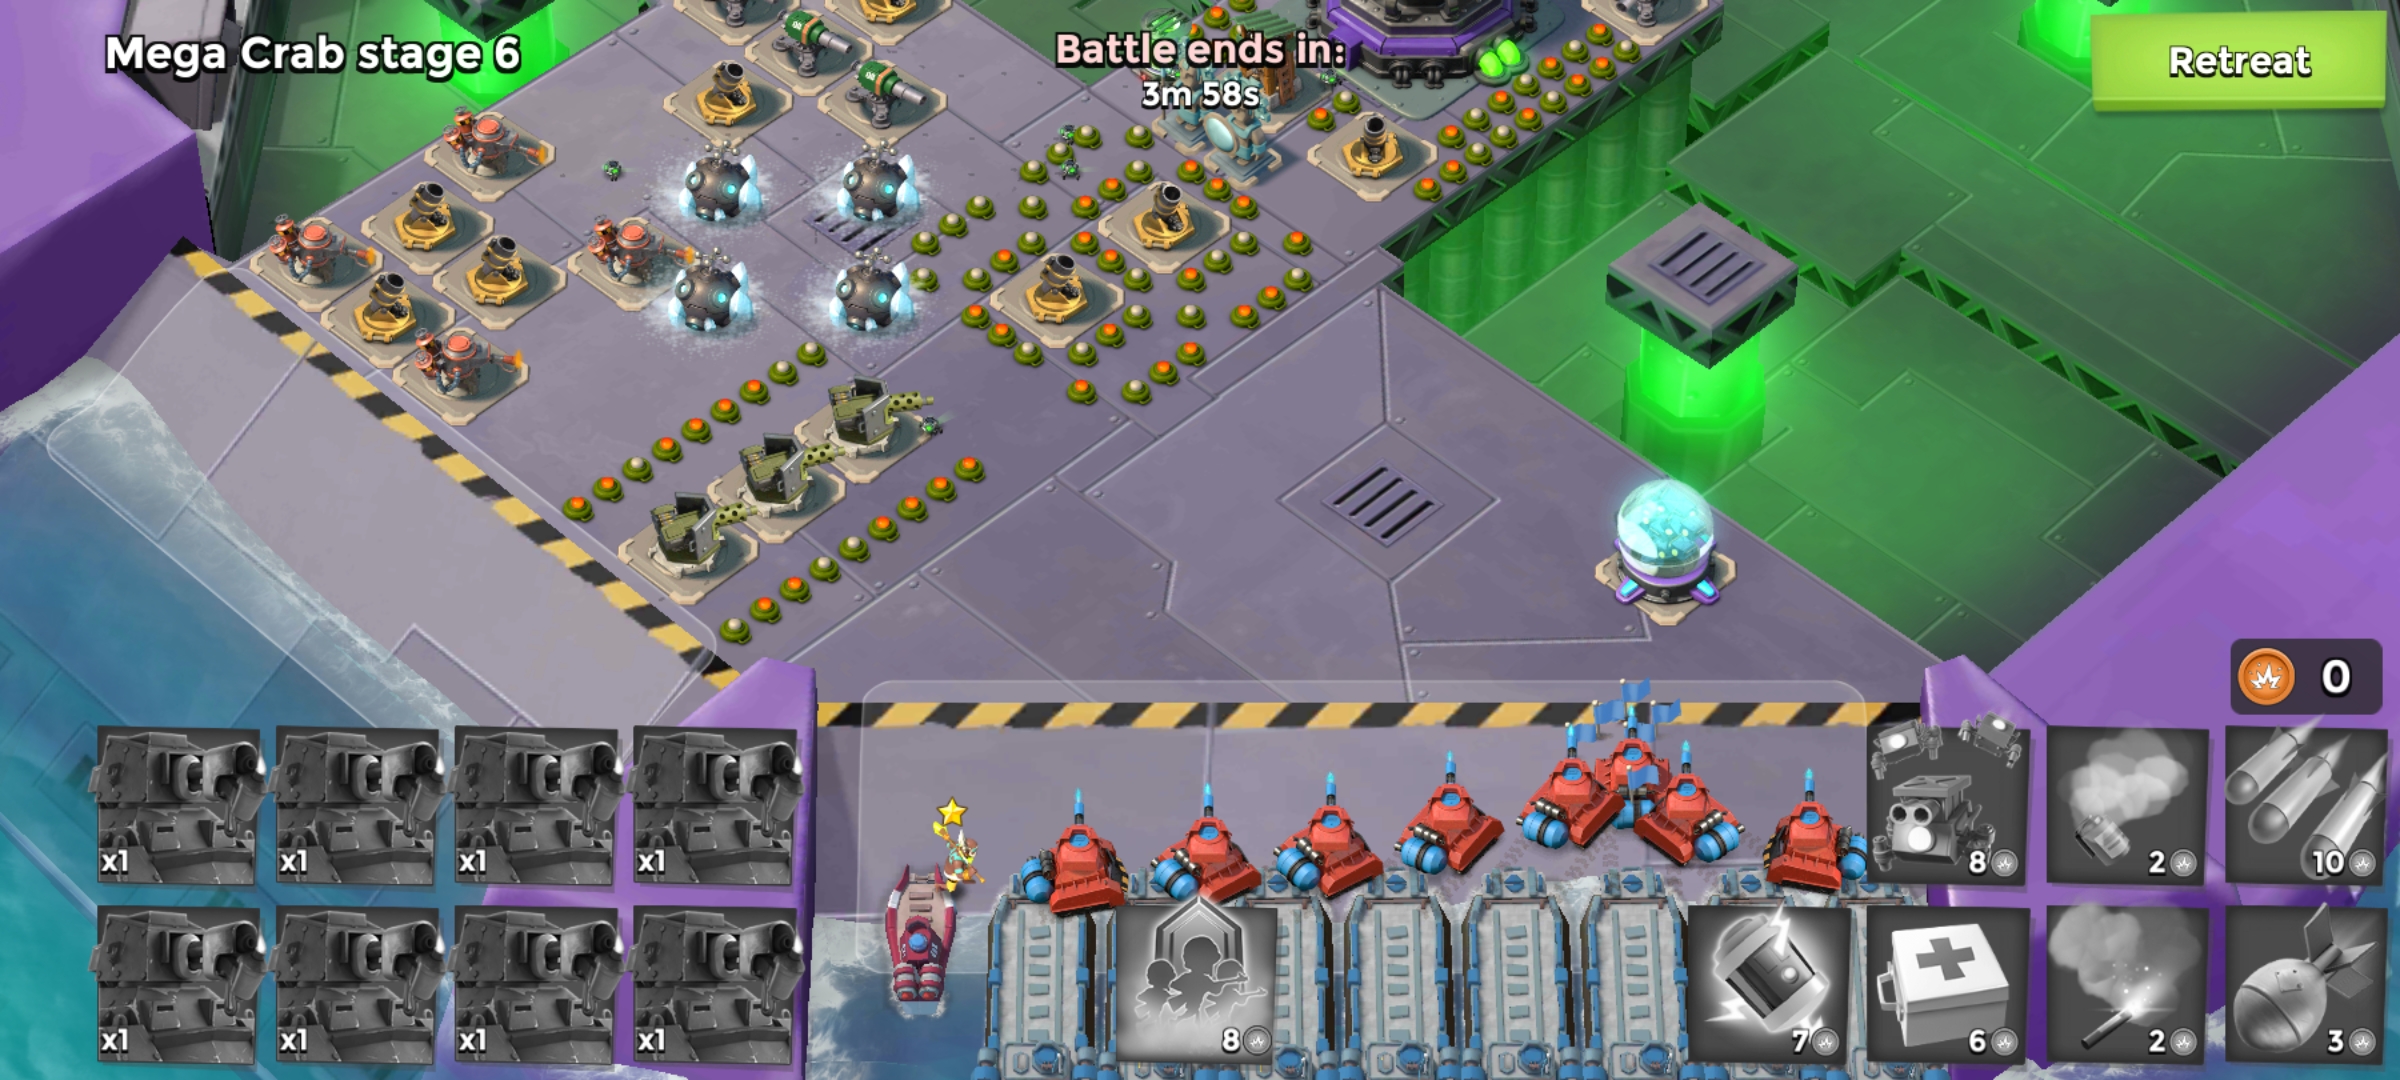 Mega Crab stage 6
Battle ends in:
3m 58s
Retreat
0
x1
x1
x1
x1
8
2
10
x1
x1
x1
x1
8
7
6
2
3